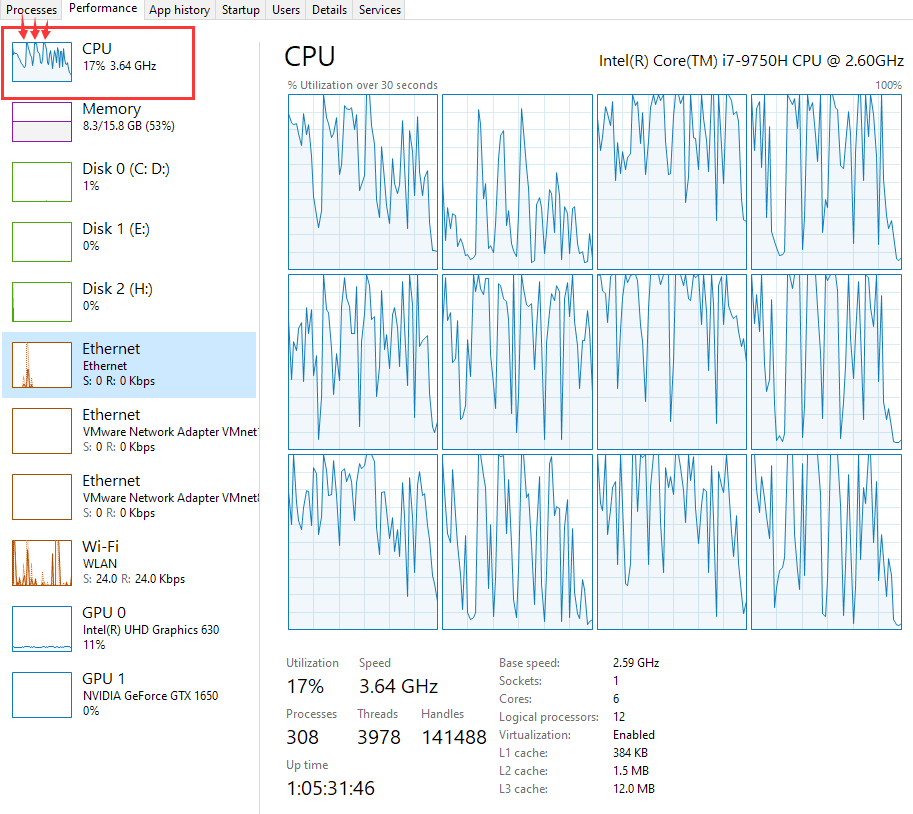 Processes Performance App history Startup Users Details Services
CPU
17% 3.64 GHz
Memory
8.3/15.8 GB (53%)
Disk 0 (C: D:)
1%
Disk 1 (E:)
0%
Disk 2 (H:)
0%
Ethernet
Ethernet
S: 0 R: 0 Kbps
Ethernet
VMware Network Adapter VMnet
S: 0 R: 0 Kbps
Ethernet
VMware Network Adapter VMnet8
S: 0 R: 0 Kbps
Wi-Fi
WLAN
S: 24.0 R: 24.0 Kbps
GPU 0
Intel(R) UHD Graphics 630
11%
GPU 1
NVIDIA GeForce GTX 1650
0%
CPU Intel(R) Core(TM) i7-9750H CPU @ 2.60GHz
% Utilization over 30 seconds 100%
Utilization Speed
17% 3.64 GHz
Processes Threads Handles
308 3978 141488
Up time
1:05:31:46
Base speed: 2.59 GHz
Sockets: 1
Cores: 6
Logical processors: 12
Virtualization: Enabled
L1 cache: 384 KB
L2 cache: 1.5 MB
L3 cache: 12.0 MB